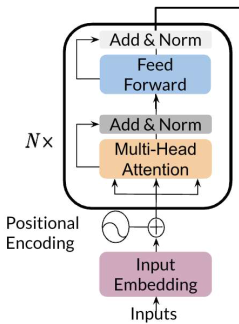 Add & Norm
Feed
Forward
Add & Norm
N×
Multi-Head
Attention
Positional
Encoding
Input
Embedding
Inputs